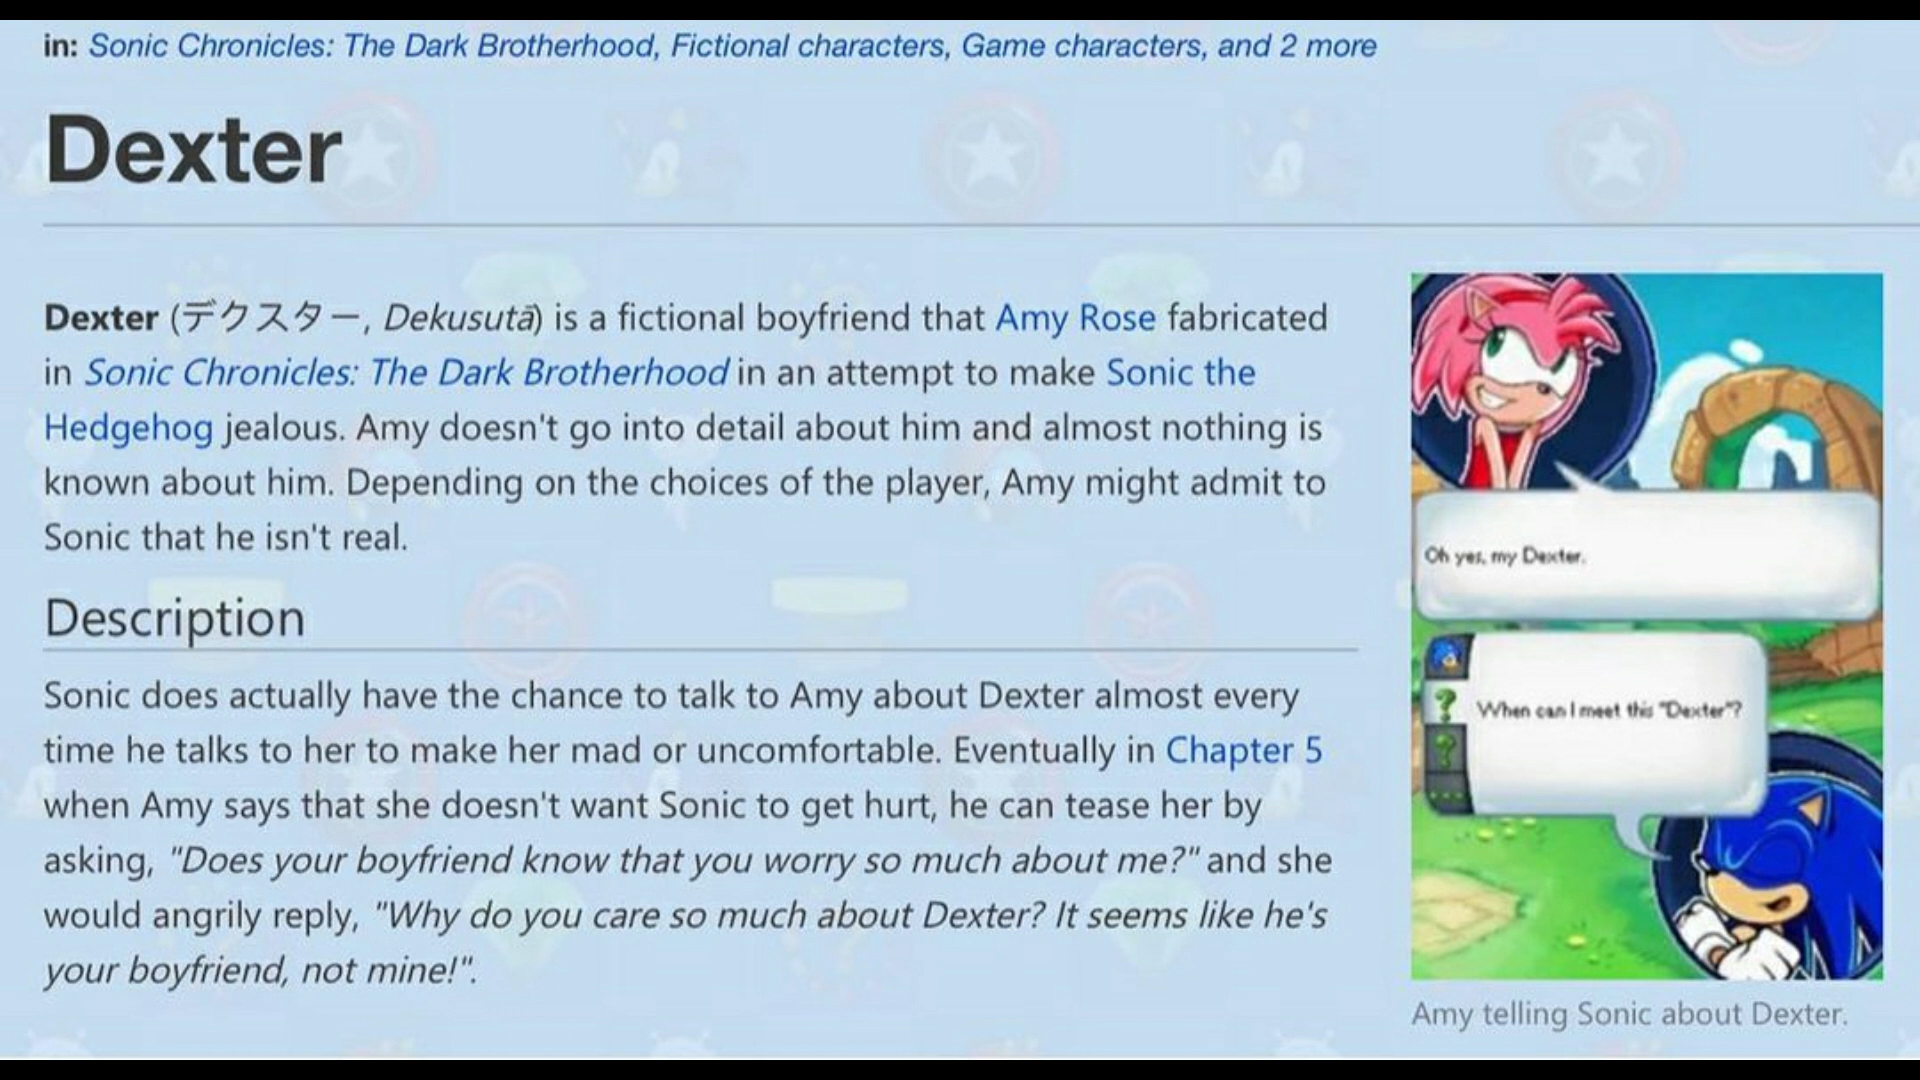 in: Sonic Chronicles: The Dark Brotherhood, Fictional characters, Game characters, and 2 more
Dexter
Dexter (デクスター, Dekusutā) is a fictional boyfriend that Amy Rose fabricated
in Sonic Chronicles: The Dark Brotherhood in an attempt to make Sonic the
Hedgehog jealous. Amy doesn't go into detail about him and almost nothing is
known about him. Depending on the choices of the player, Amy might admit to
Sonic that he isn't real.
Description
Sonic does actually have the chance to talk to Amy about Dexter almost every
time he talks to her to make her mad or uncomfortable. Eventually in Chapter 5
when Amy says that she doesn't want Sonic to get hurt, he can tease her by
asking, "Does your boyfriend know that you worry so much about me?" and she
would angrily reply, "Why do you care so much about Dexter? It seems like he's
your boyfriend, not mine!".
Oh yes, my Dexter.
?
When can I meet this "Dexter"?
?
...
Amy telling Sonic about Dexter.